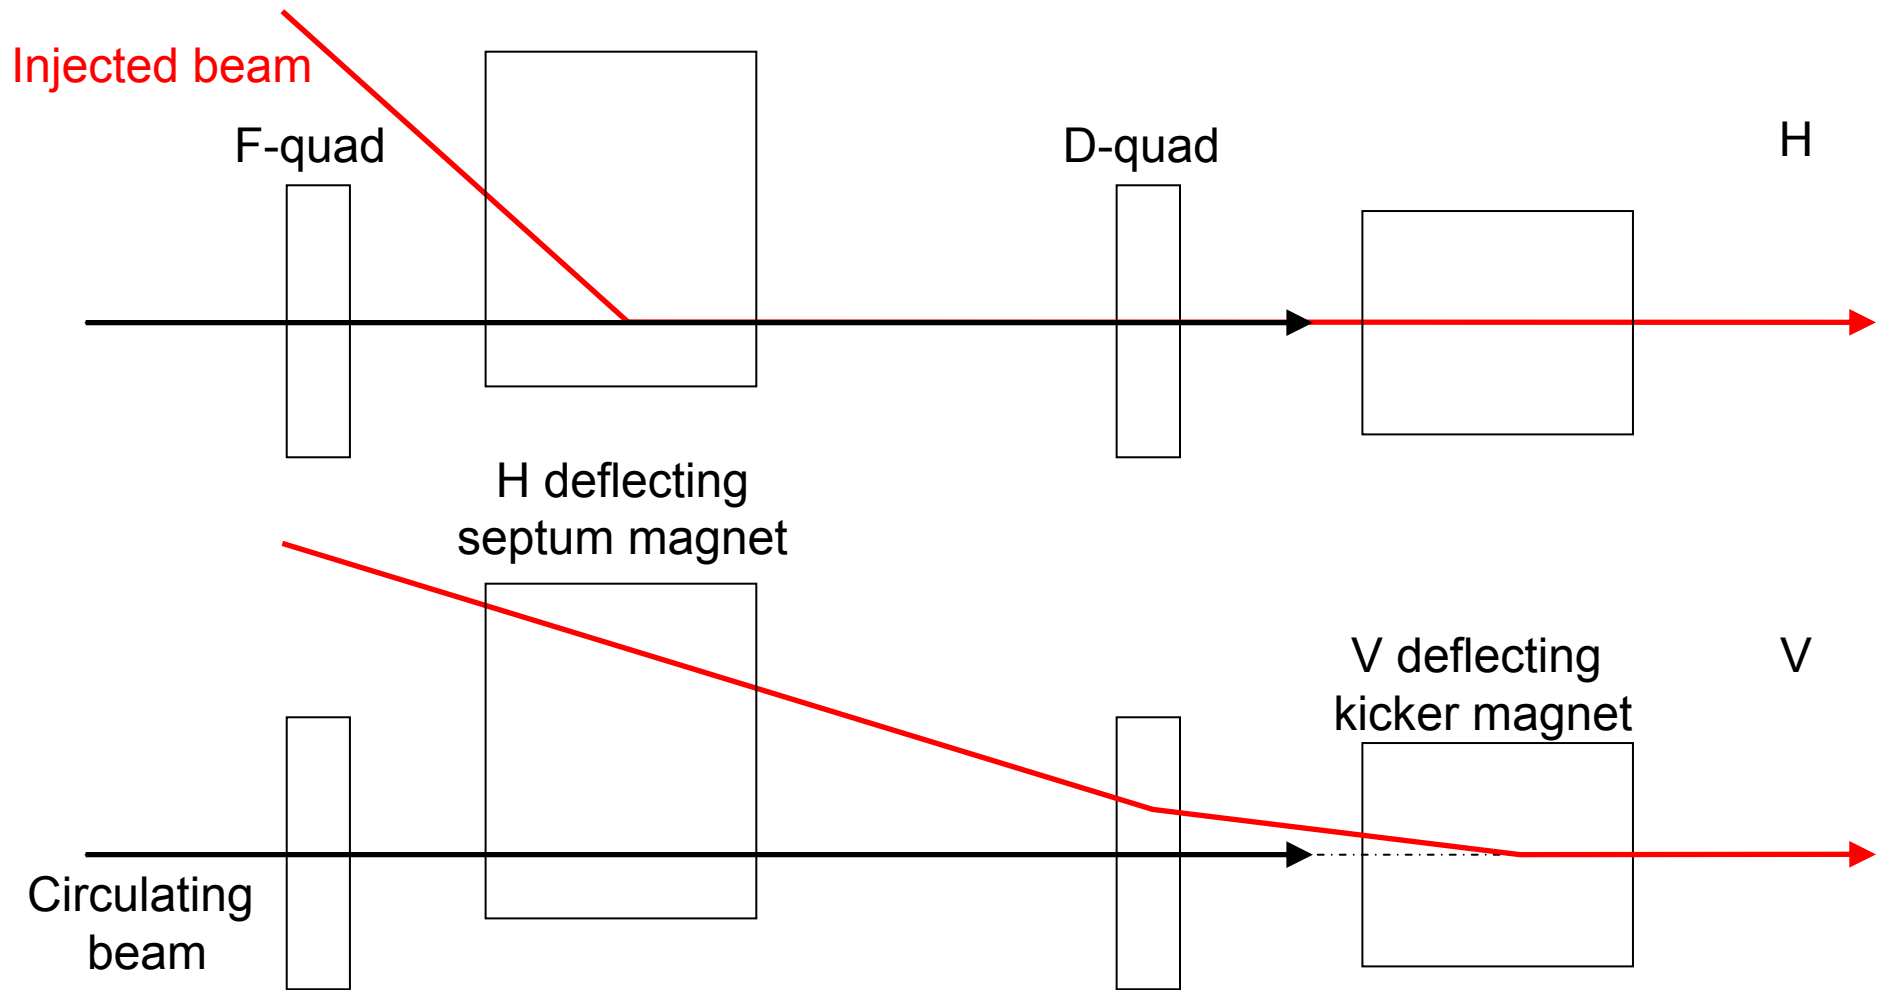 Injected beam
F-quad
D-quad
H
H deflecting
septum magnet
V deflecting
kicker magnet
V
Circulating
beam